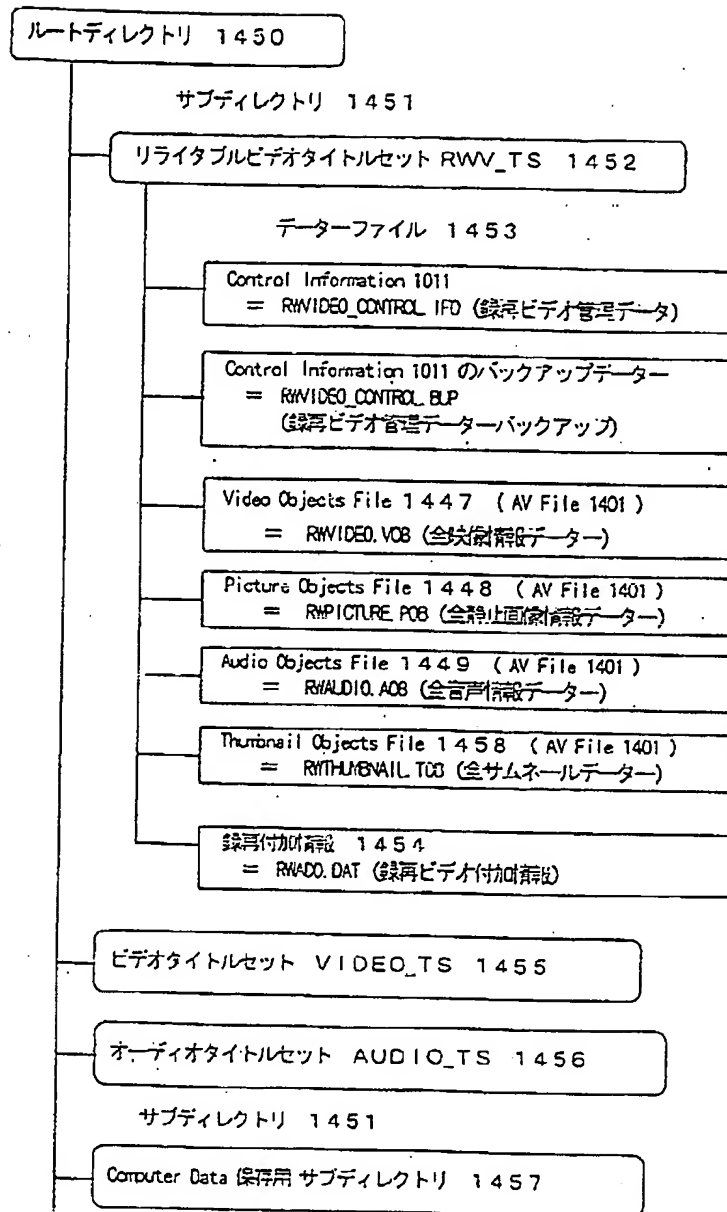 ルートディレクトリ 1450
サブディレクトリ 1451
リライタブルビデオタイトルセット RWV_TS 1452
データーファイル 1453
Control Information 1011
= RWVIDEO_CONTROL.IFO (録再ビデオ管理データ)
Control Information 1011 のバックアップデーター
= RWVIDEO_CONTROL.BUP
(録再ビデオ管理データーバックアップ)
Video Objects File 1447 ( AV File 1401 )
= RWVIDEO.VOB (全映像情報データー)
Picture Objects File 1448 ( AV File 1401 )
= RWPICTURE.POB (全静止画像情報データー)
Audio Objects File 1449 ( AV File 1401 )
= RWAUDIO.AOB (全音声情報データー)
Thumbnail Objects File 1458 ( AV File 1401 )
= RWTHUMBNAIL.TOB (全サムネールデーター)
録再付加情報 1454
= RWADD.DAT (録再ビデオ付加情報)
ビデオタイトルセット VIDEO_TS 1455
オーディオタイトルセット AUDIO_TS 1456
サブディレクトリ 1451
Computer Data 保存用 サブディレクトリ 1457